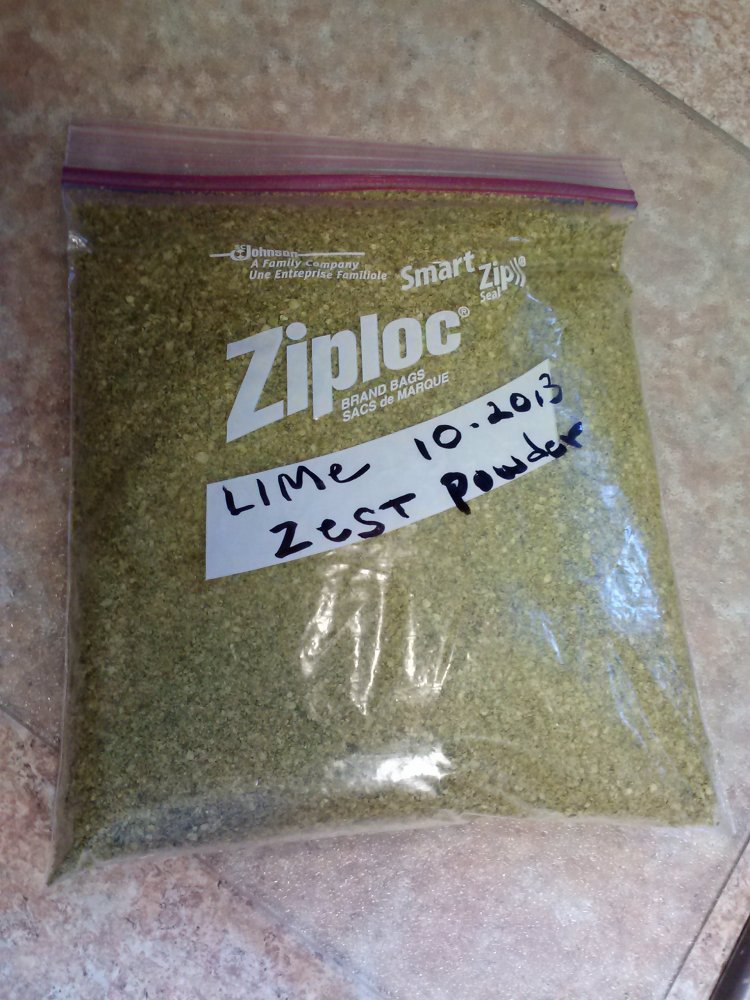 SC Johnson
A Family Company
Une Entreprise Familiale
Smart
Zip®
Seal
Ziploc®
BRAND BAGS
SACS de MARQUE
LIMe 10.2013
ZeST Powder